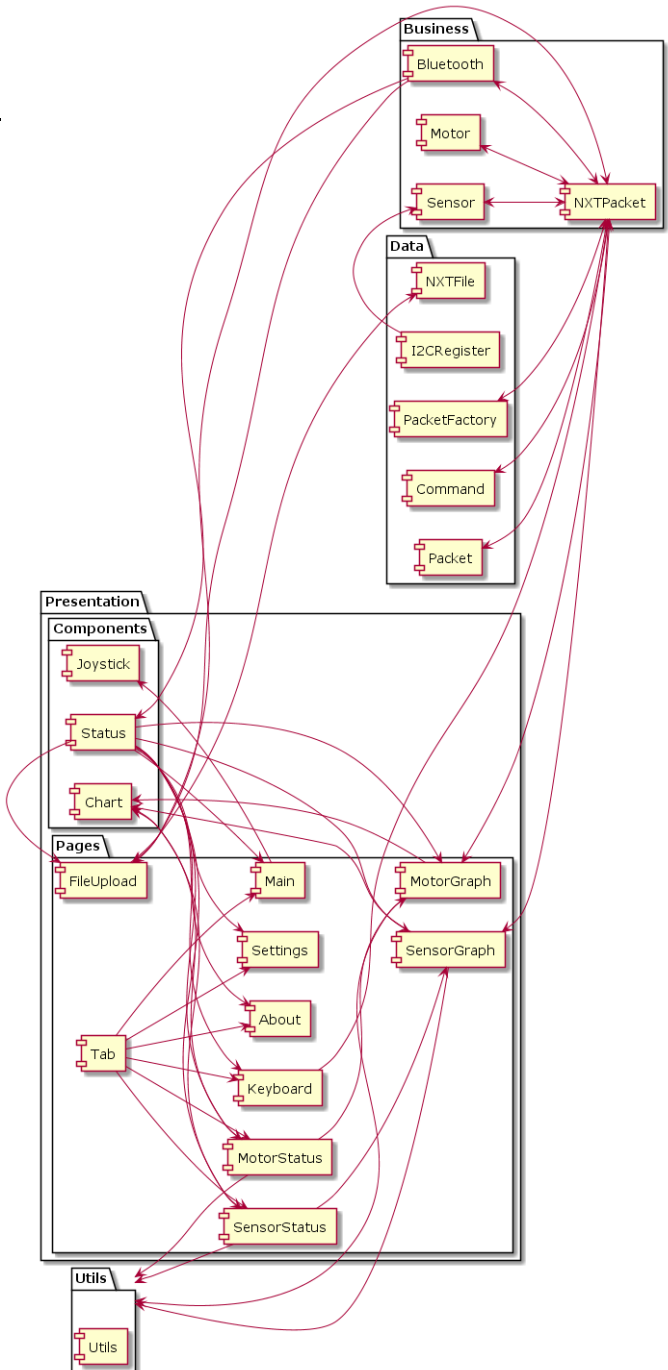 Business
Bluetooth
Motor
Sensor
NXTPacket
Data
NXTFile
I2CRegister
PacketFactory
Command
Packet
Presentation
Components
Joystick
Status
Chart
Pages
FileUpload
Main
MotorGraph
Settings
SensorGraph
About
Tab
Keyboard
MotorStatus
SensorStatus
Utils
Utils